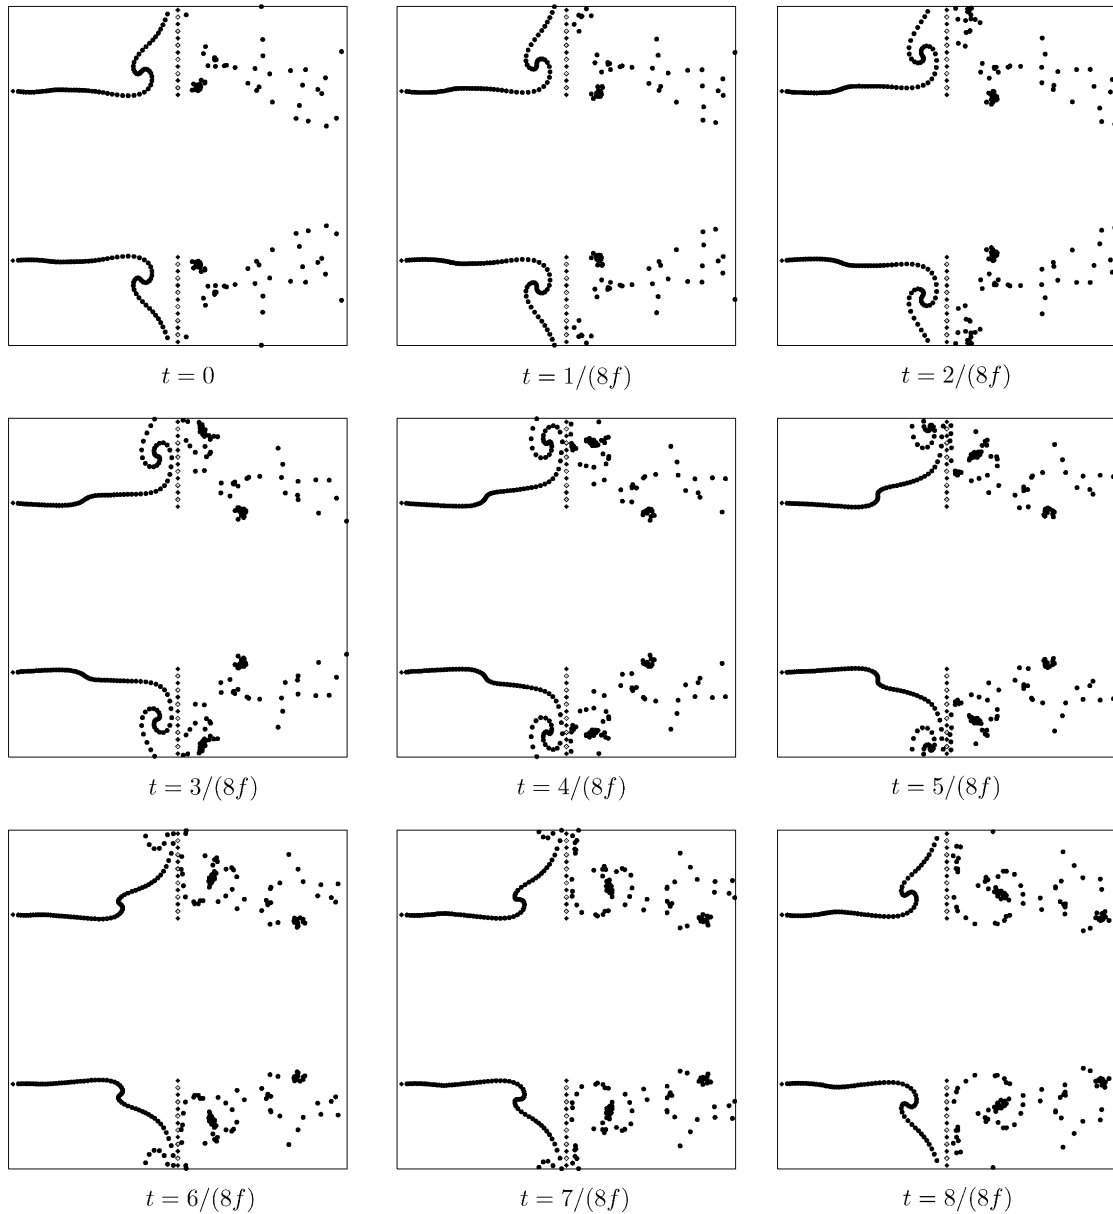 t = 0
t = 1/(8f)
t = 2/(8f)
t = 3/(8f)
t = 4/(8f)
t = 5/(8f)
t = 6/(8f)
t = 7/(8f)
t = 8/(8f)